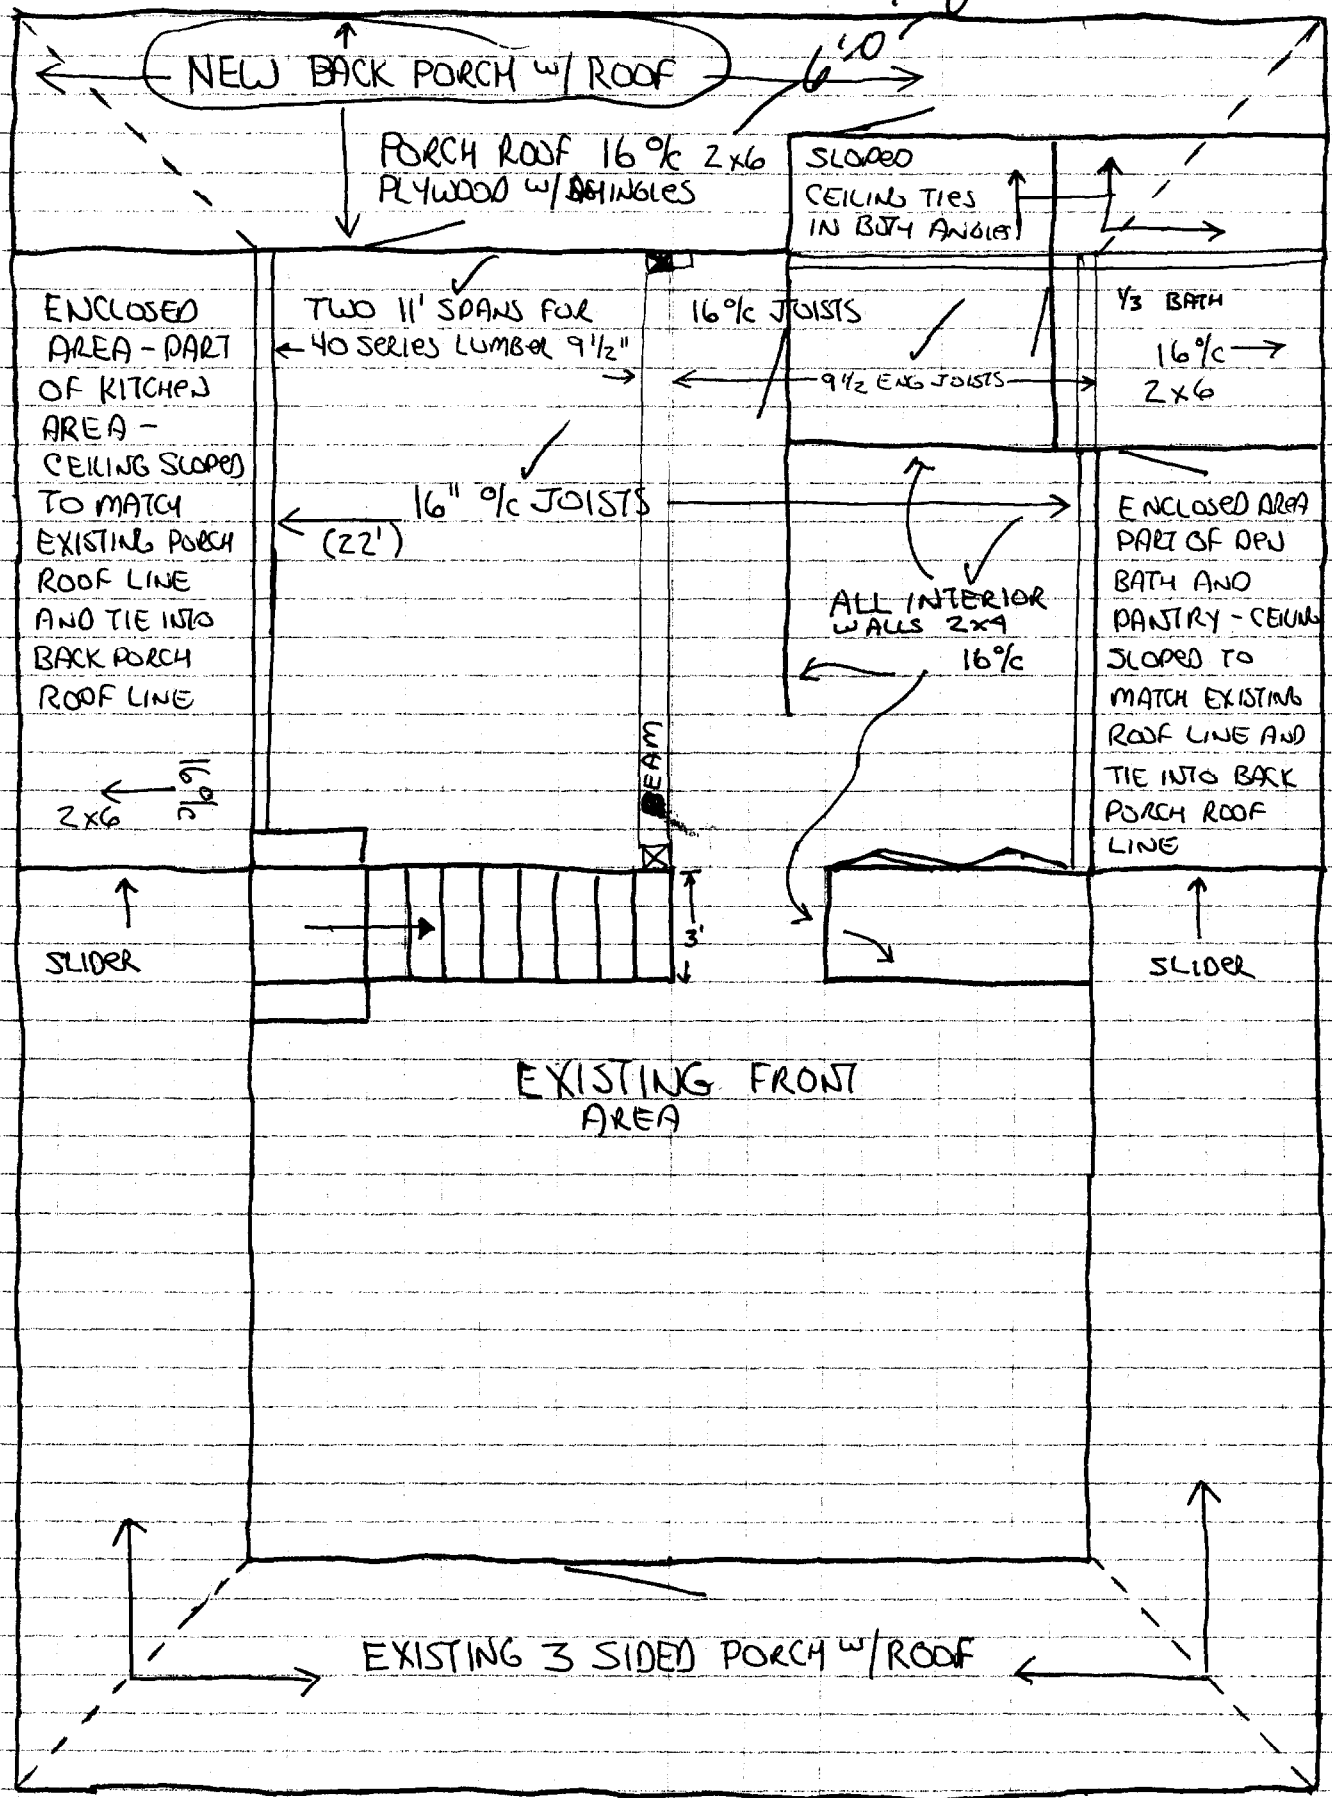 6'0"
NEW BACK PORCH w/ ROOF
PORCH ROOF 16 o/c 2x6
PLYWOOD w/ SHINGLES
SLOPED
CEILING TIES
IN BOTH ANGLES
ENCLOSED
AREA - PART
OF KITCHEN
AREA -
CEILING SLOPED
TO MATCH
EXISTING PORCH
ROOF LINE
AND TIE INTO
BACK PORCH
ROOF LINE
16 o/c
2x6
TWO 11' SPANS FOR
40 SERIES LUMBER 9 1/2"
16 o/c JOISTS
9 1/2 ENG JOISTS
1/3 BATH
16 o/c
2x6
16" o/c JOISTS
(22')
ALL INTERIOR
WALLS 2x4
16 o/c
BEAM
ENCLOSED AREA
PART OF DEN
BATH AND
PANTRY - CEILING
SLOPED TO
MATCH EXISTING
ROOF LINE AND
TIE INTO BACK
PORCH ROOF
LINE
SLIDER
3'
SLIDER
EXISTING FRONT
AREA
EXISTING 3 SIDED PORCH w/ROOF